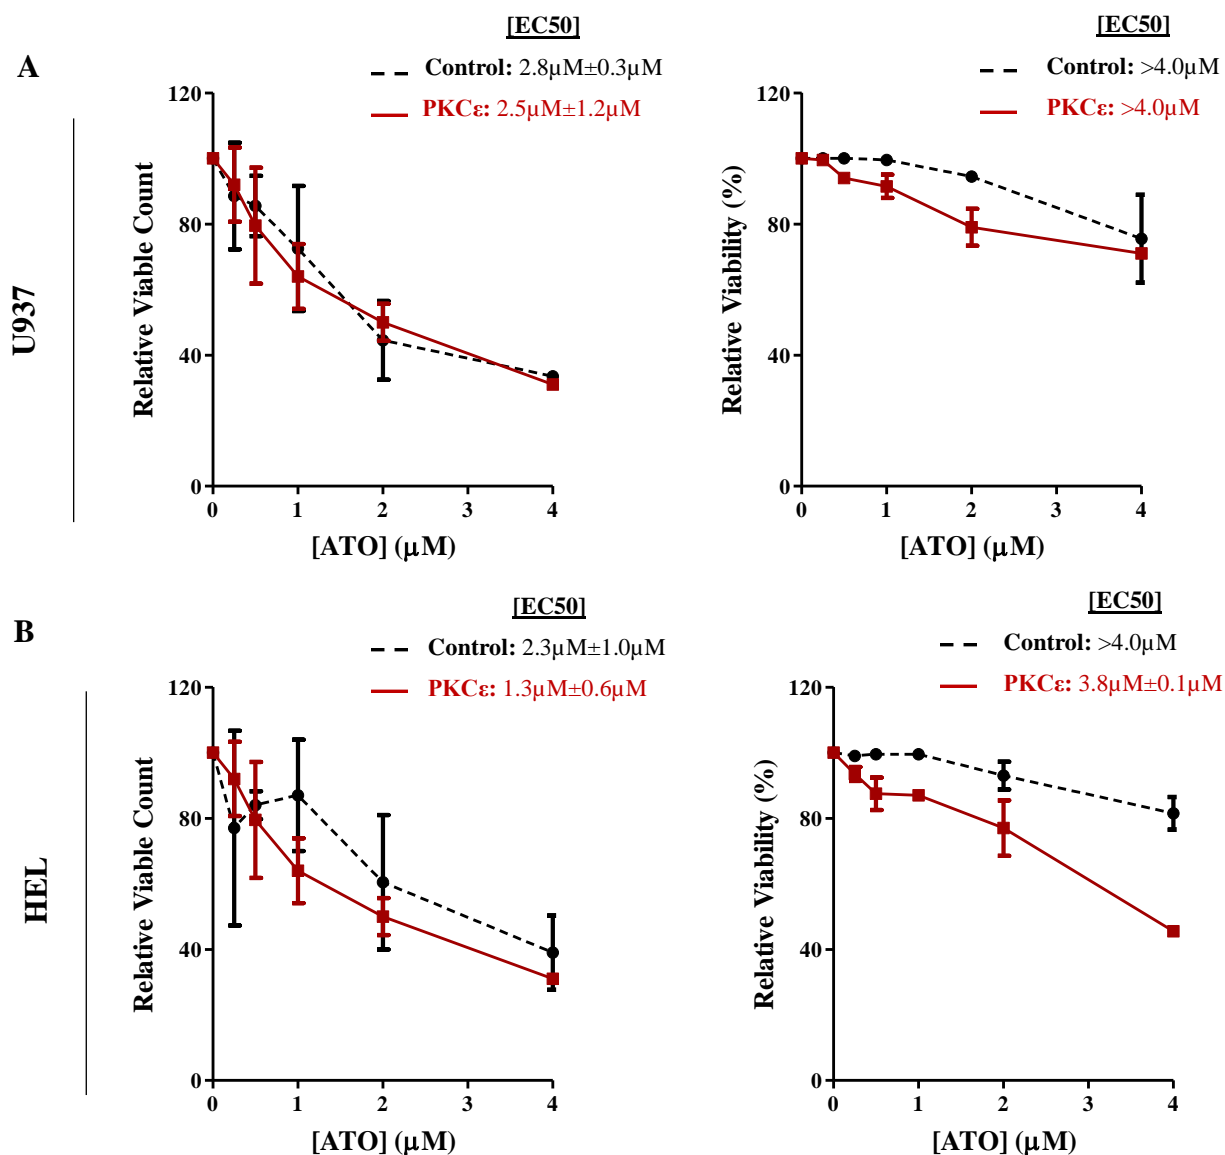 A
U937
[EC50]
Control: 2.8µM±0.3µM
PKCε: 2.5µM±1.2µM
120
80
40
0
Relative Viable Count
0 1 2 3 4
[ATO] (µM)
[EC50]
Control: >4.0µM
PKCε: >4.0µM
120
80
40
0
Relative Viability (%)
0 1 2 3 4
[ATO] (µM)
B
HEL
[EC50]
Control: 2.3µM±1.0µM
PKCε: 1.3µM±0.6µM
120
80
40
0
Relative Viable Count
0 1 2 3 4
[ATO] (µM)
[EC50]
Control: >4.0µM
PKCε: 3.8µM±0.1µM
120
80
40
0
Relative Viability (%)
0 1 2 3 4
[ATO] (µM)